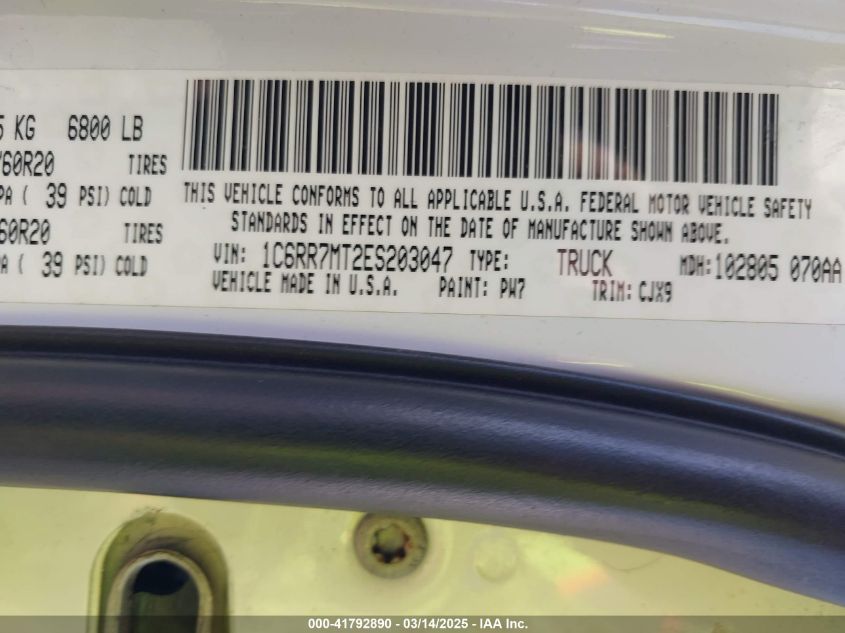 KG 6800 LB
60R20 TIRES
PA ( 39 PSI) COLD
60R20 TIRES
A ( 39 PSI) COLD
THIS VEHICLE CONFORMS TO ALL APPLICABLE U.S.A. FEDERAL MOTOR VEHICLE SAFETY
STANDARDS IN EFFECT ON THE DATE OF MANUFACTURE SHOWN ABOVE.
VIN: 1C6RR7MT2ES203047 TYPE: TRUCK MDH:102805 070AA
VEHICLE MADE IN U.S.A. PAINT: PW7 TRIM: CJX9
000-41792890 - 03/14/2025 - IAA Inc.